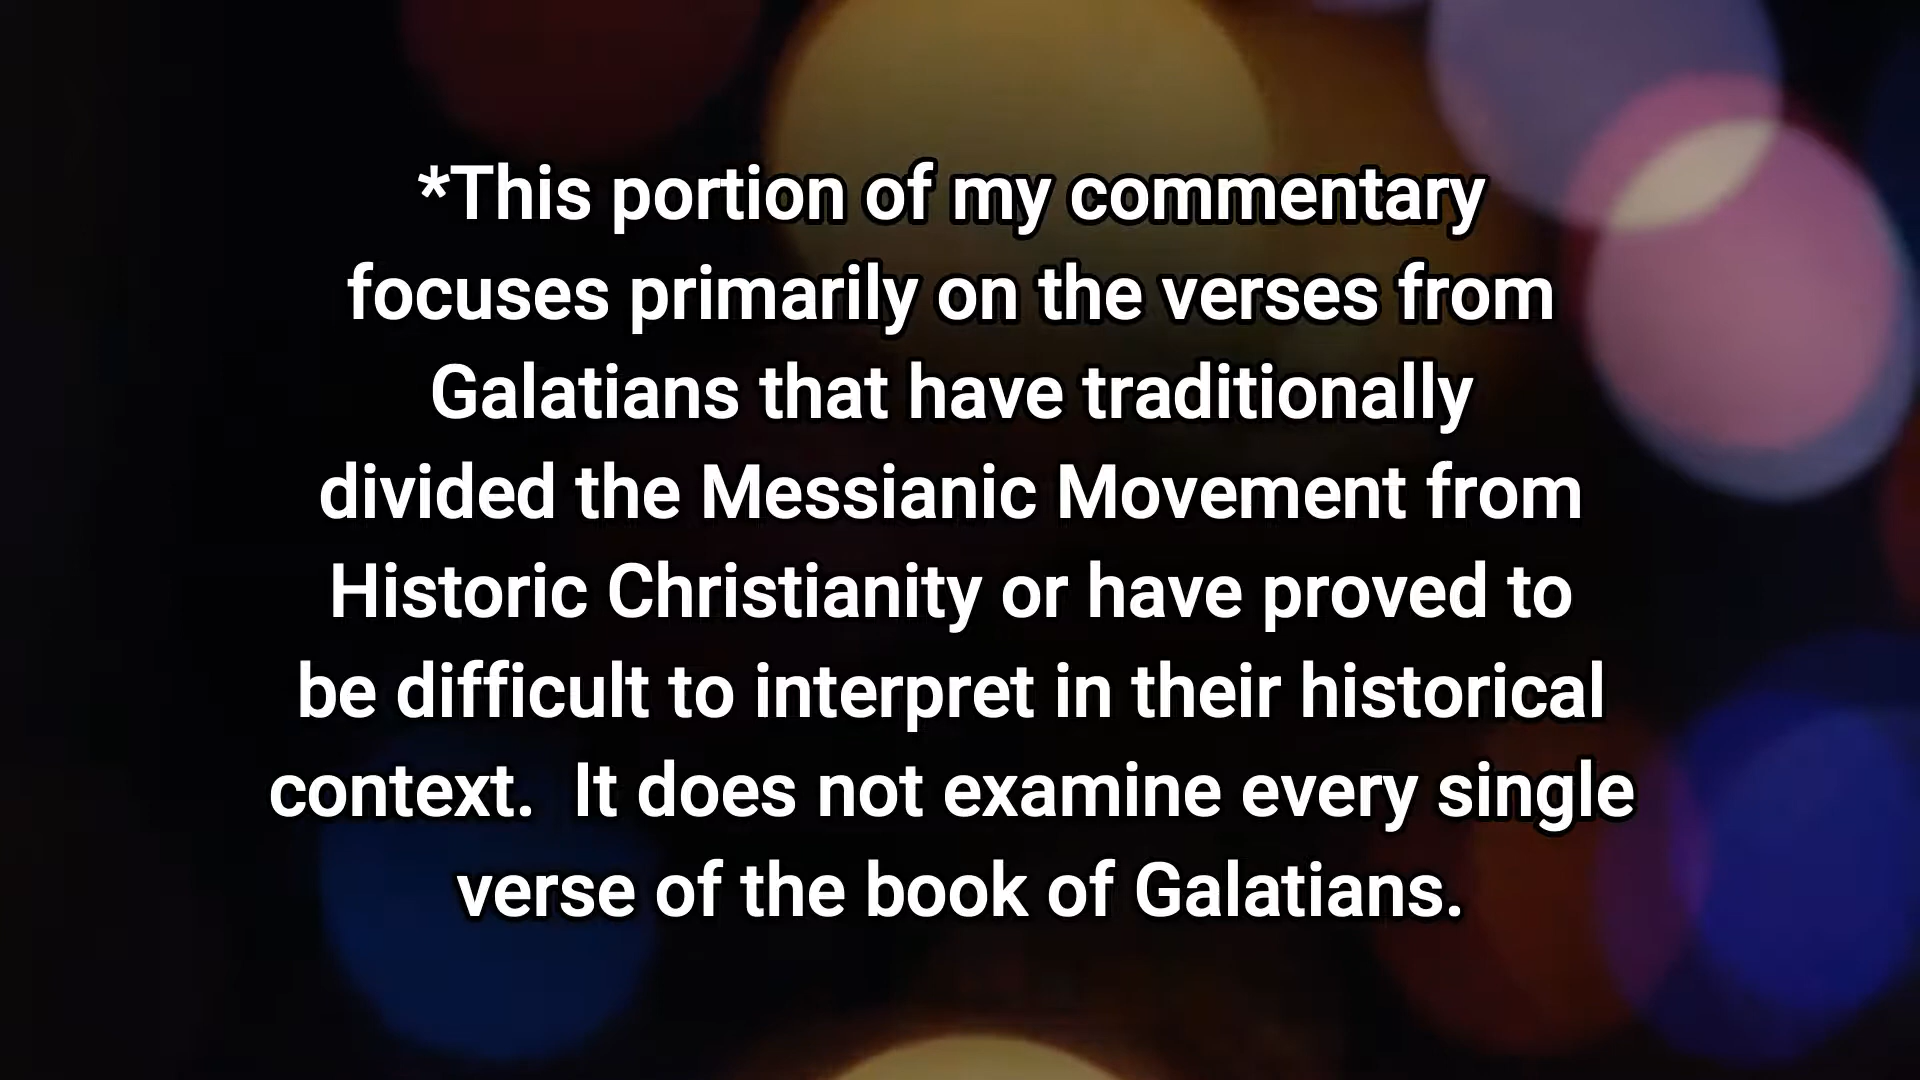 *This portion of my commentary
focuses primarily on the verses from
Galatians that have traditionally
divided the Messianic Movement from
Historic Christianity or have proved to
be difficult to interpret in their historical
context.  It does not examine every single
verse of the book of Galatians.